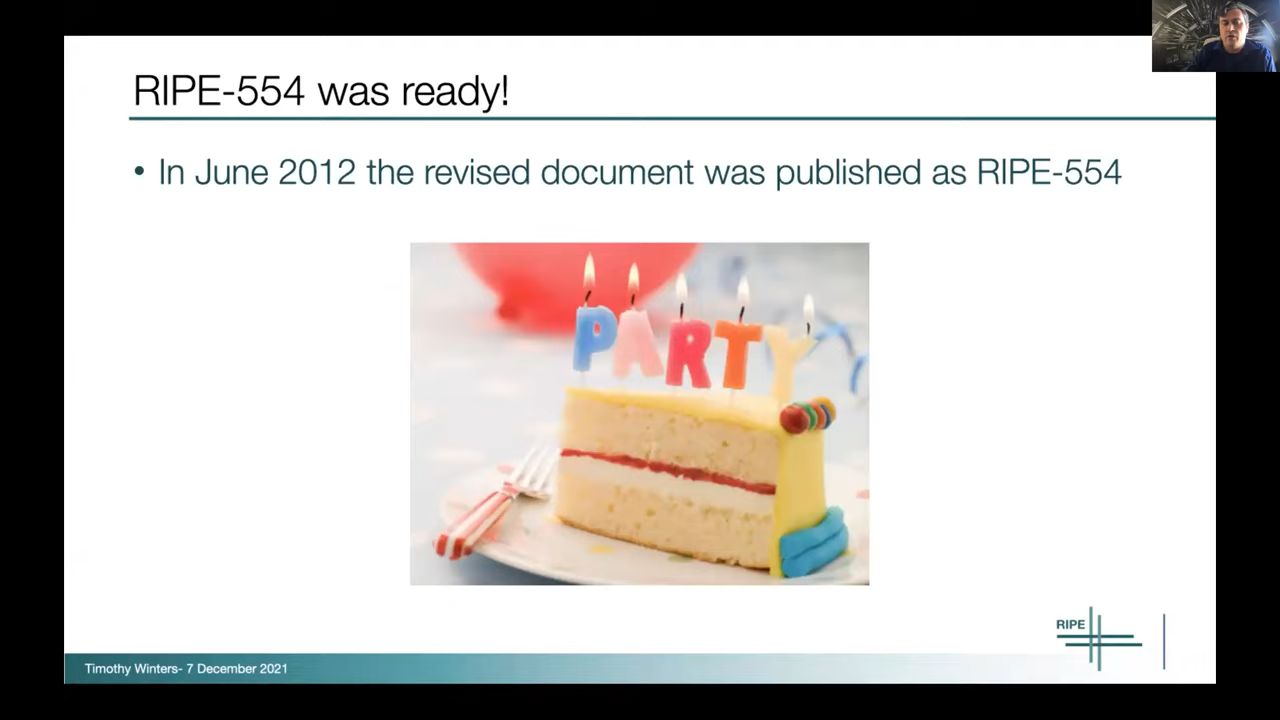 RIPE-554 was ready!
• In June 2012 the revised document was published as RIPE-554
PARTY
RIPE
Timothy Winters- 7 December 2021